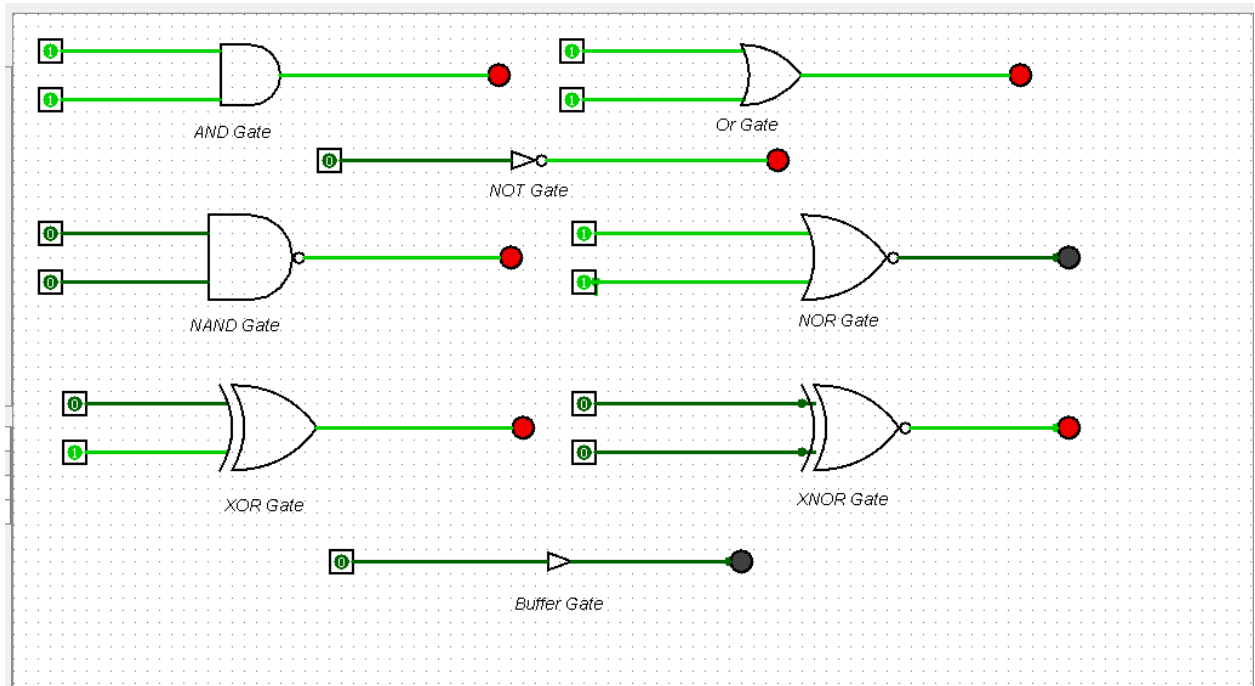 1
1
1
1
AND Gate
Or Gate
0
NOT Gate
0
1
0
1
NAND Gate
NOR Gate
0
0
1
0
XOR Gate
XNOR Gate
0
Buffer Gate